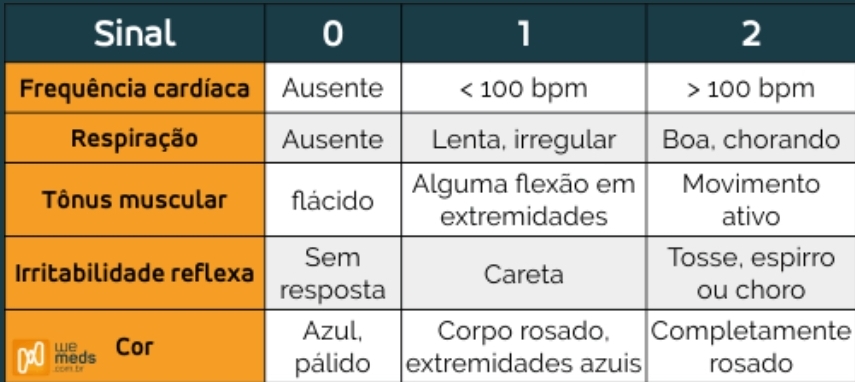 Sinal 0 1 2
Frequência cardíaca Ausente < 100 bpm > 100 bpm
Respiração Ausente Lenta, irregular Boa, chorando
Tônus muscular flácido Alguma flexão em extremidades Movimento ativo
Irritabilidade reflexa Sem resposta Careta Tosse, espirro ou choro
Cor Azul, pálido Corpo rosado, extremidades azuis Completamente rosado
we
meds
.com.br